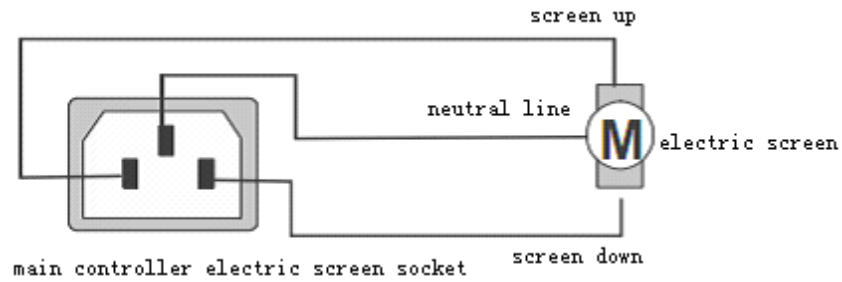 screen up
neutral line
M
electric screen
screen down
main controller electric screen socket